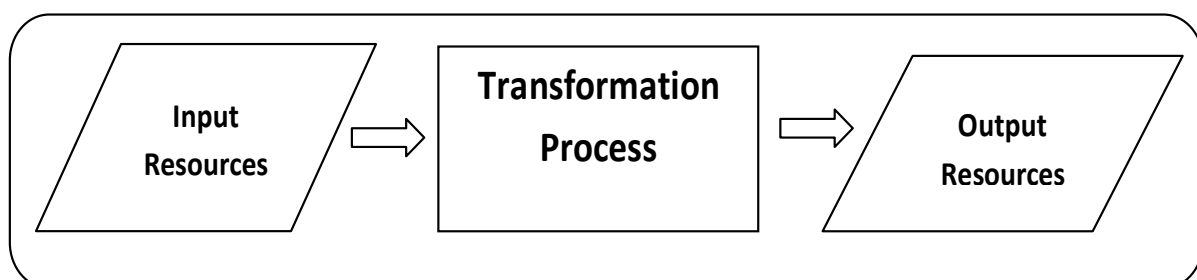 Input
Resources
Transformation
Process
Output
Resources